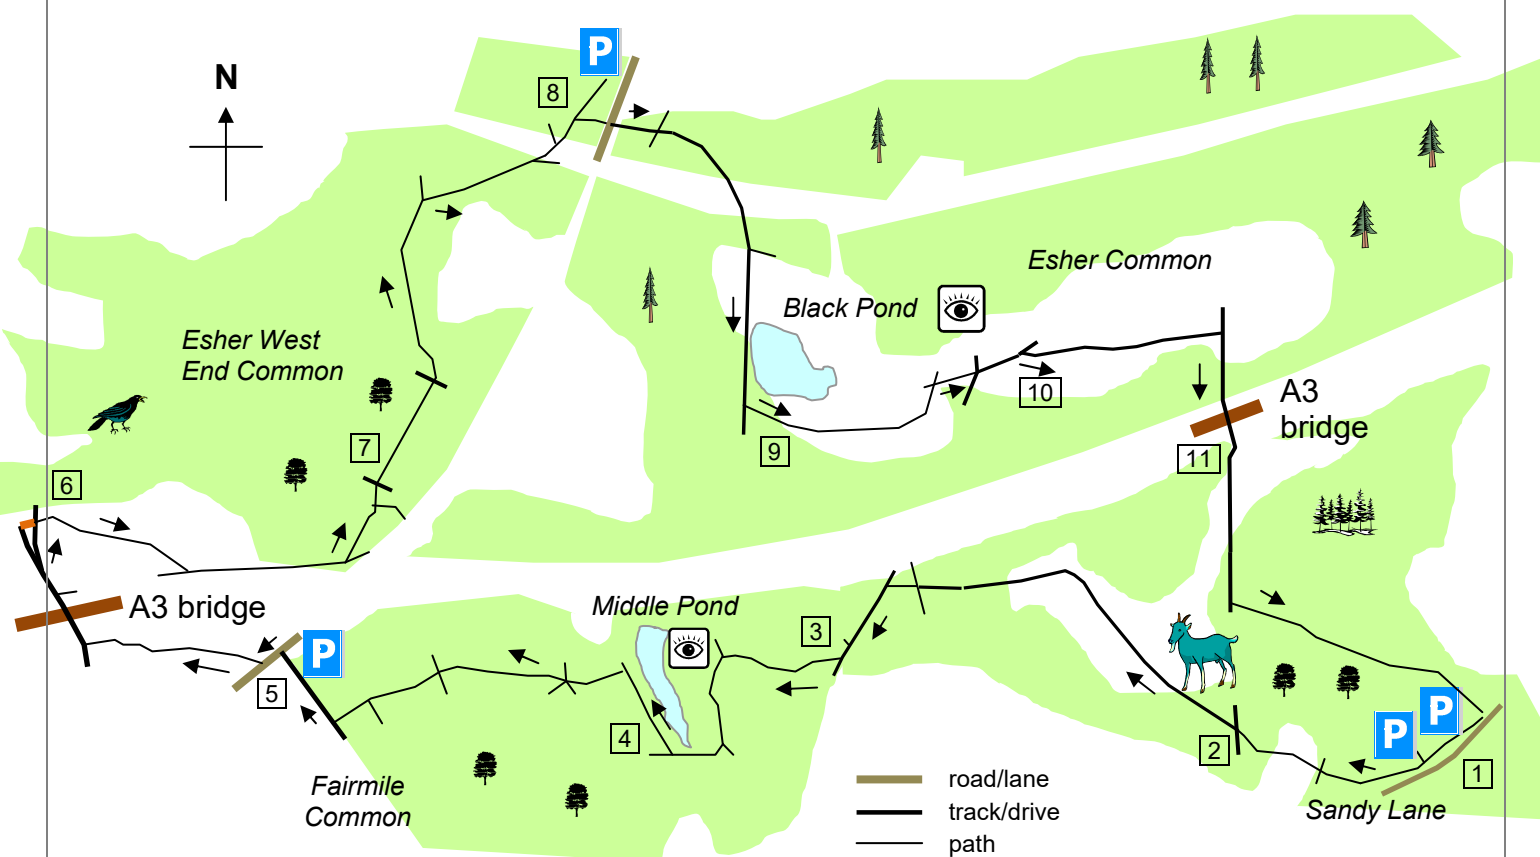 P
N
8
Esher Common
Black Pond
Esher West
End Common
10
A3
bridge
7
9
11
6
A3 bridge
Middle Pond
3
P
5
4
P
P
2
1
Fairmile
Common
road/lane
track/drive
path
Sandy Lane